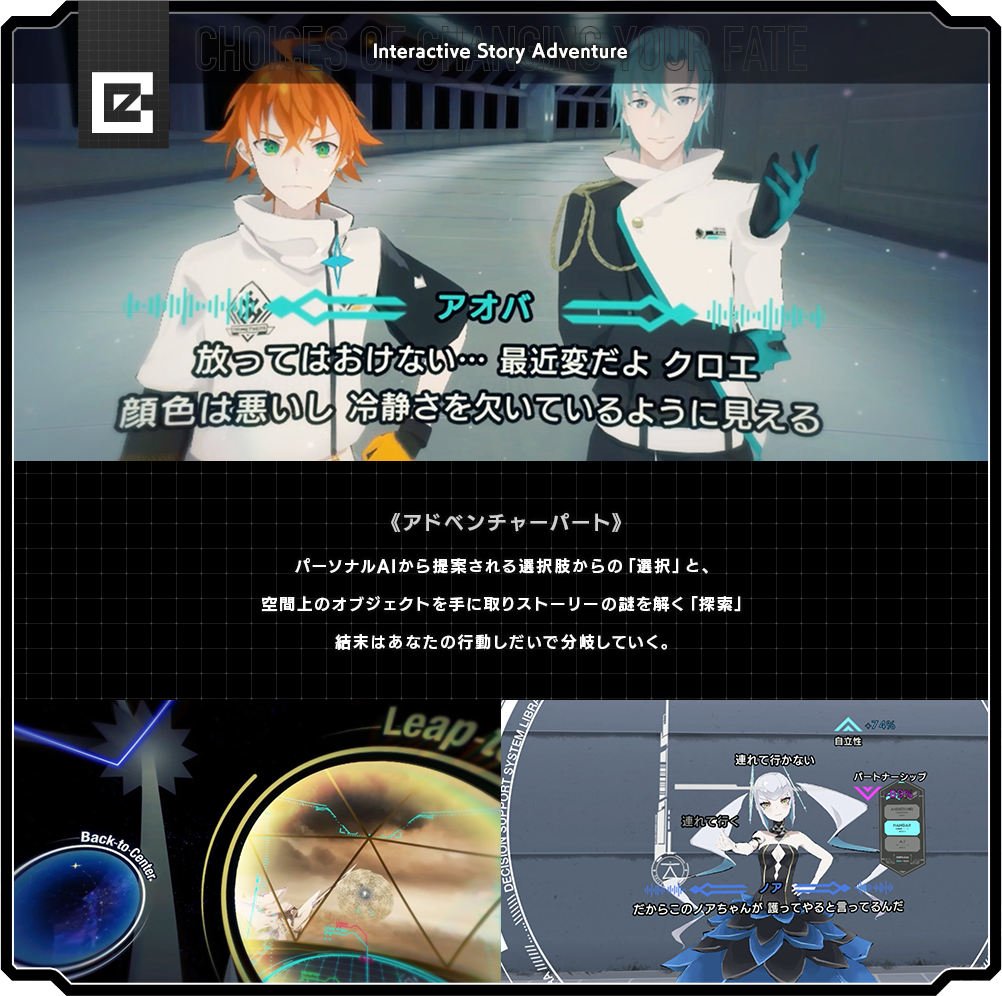 CHOICES OF CHANGING YOUR FATE
Interactive Story Adventure
アオバ
放ってはおけない… 最近変だよ クロエ
顔色は悪いし 冷静さを欠いているように見える
《アドベンチャーパート》
パーソナルAIから提案される選択肢からの「選択」と、
空間上のオブジェクトを手に取りストーリーの謎を解く「探索」
結末はあなたの行動しだいで分岐していく。
Leap-t
Back-to-Center.
DECISION SUPPORT SYSTEM LIBRA
+74%
自立性
連れて行かない
パートナーシップ
連れて行く
ノア
だからこのノアちゃんが 護ってやると言ってるんだ